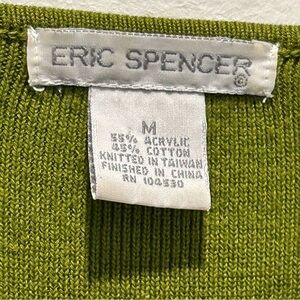 ERIC SPENCER®
M
55% ACRYLIC
45% COTTON
KNITTED IN TAIWAN
FINISHED IN CHINA
RN 104530